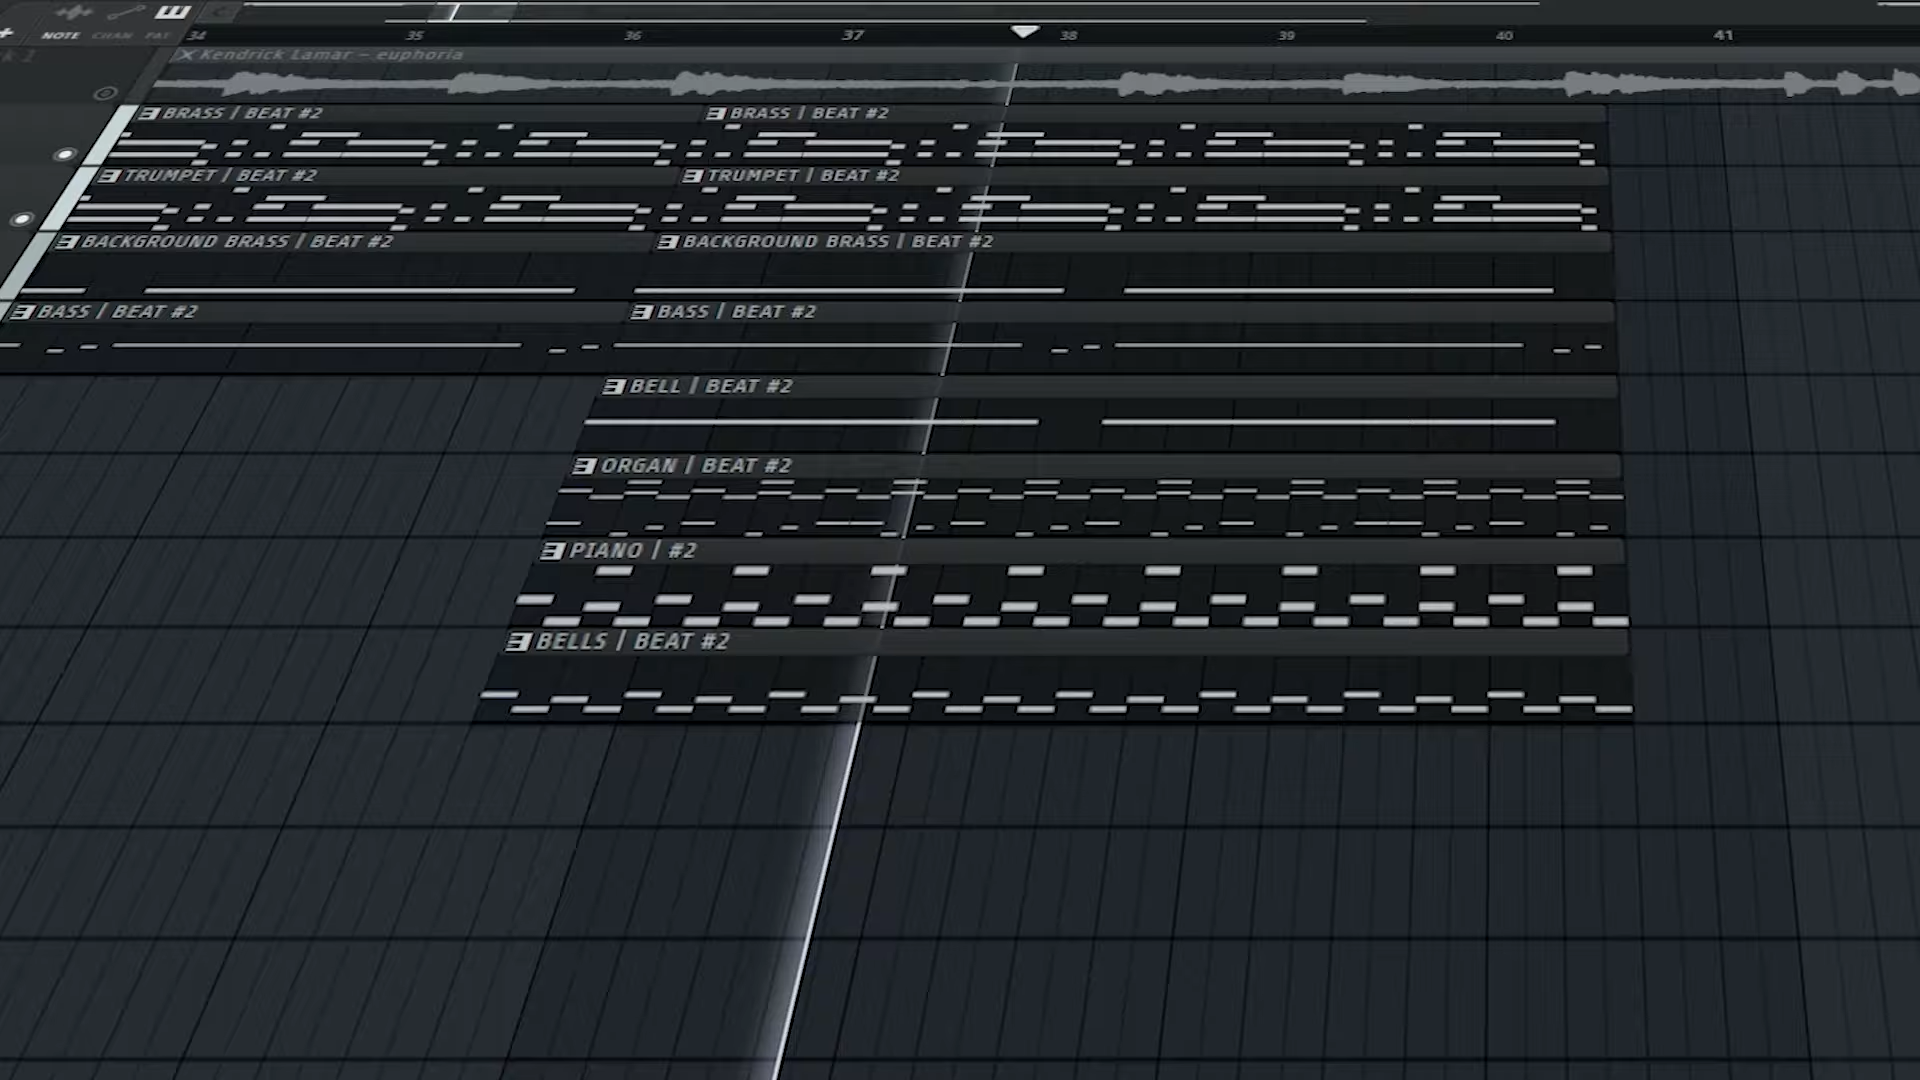 NOTE CHAN PAT
34 35 36 37 38 39 40 41
Kendrick Lamar – euphoria
BRASS | BEAT #2 BRASS | BEAT #2
TRUMPET | BEAT #2 TRUMPET | BEAT #2
BACKGROUND BRASS | BEAT #2 BACKGROUND BRASS | BEAT #2
BASS | BEAT #2 BASS | BEAT #2
BELL | BEAT #2
ORGAN | BEAT #2
PIANO | #2
BELLS | BEAT #2